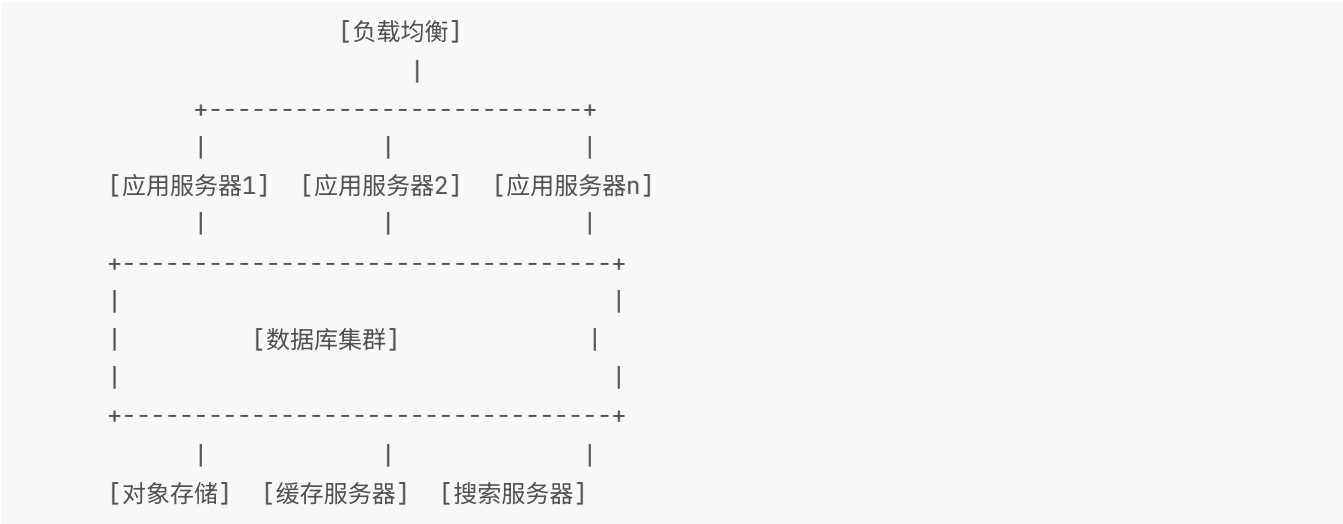 [负载均衡]
                     |
      +--------------------------+
      |            |             |
[应用服务器1]  [应用服务器2]  [应用服务器n]
      |            |             |
+----------------------------------+
|                                  |
|         [数据库集群]             |
|                                  |
+----------------------------------+
      |            |             |
[对象存储]  [缓存服务器]  [搜索服务器]